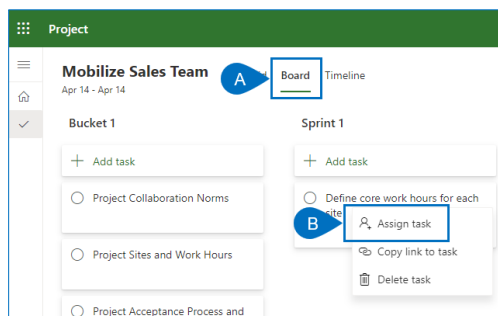 Project
Mobilize Sales Team
A
Board
Timeline
Apr 14 - Apr 14
Bucket 1
Sprint 1
Add task
Add task
Project Collaboration Norms
Define core work hours for each
site
B
Assign task
Project Sites and Work Hours
Copy link to task
Delete task
Project Acceptance Process and